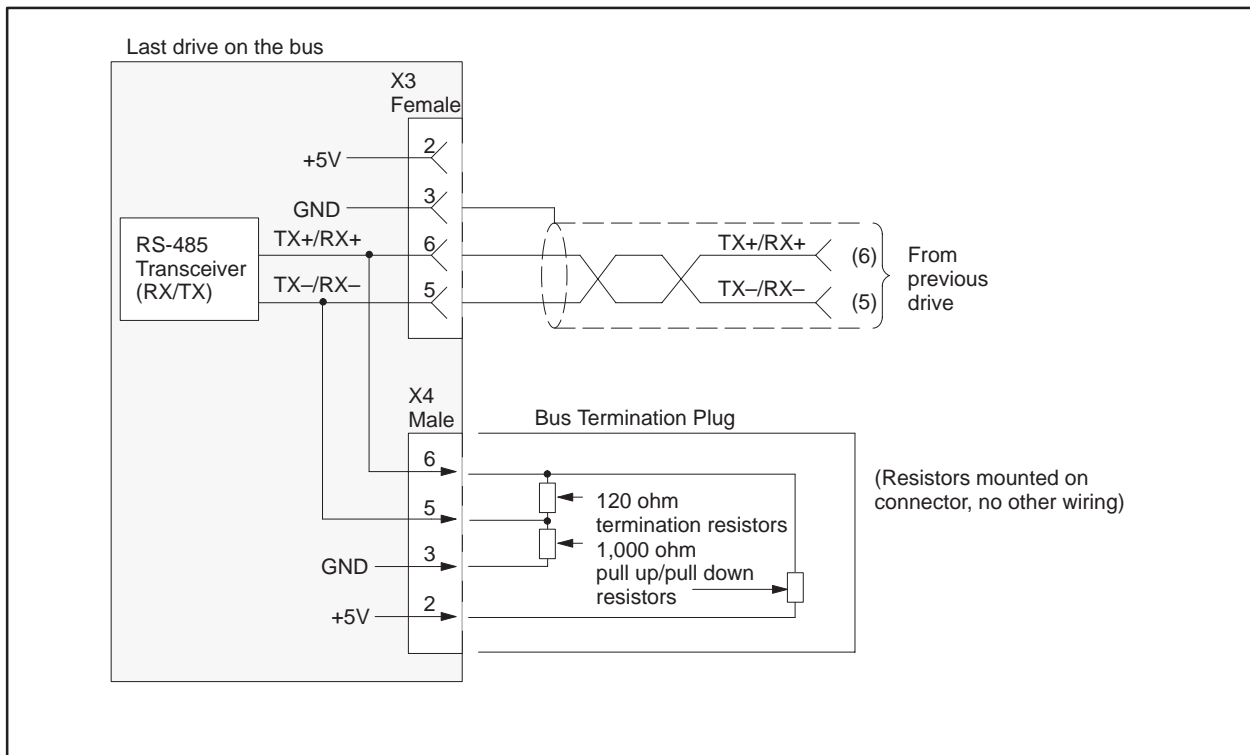 Last drive on the bus
X3
Female
2
+5V
3
GND
RS-485
Transceiver
(RX/TX)
TX+/RX+
6
TX–/RX–
5
TX+/RX+
(6)
TX–/RX–
(5)
From
previous
drive
X4
Male
Bus Termination Plug
6
5
3
GND
2
+5V
120 ohm
termination resistors
1,000 ohm
pull up/pull down
resistors
(Resistors mounted on
connector, no other wiring)